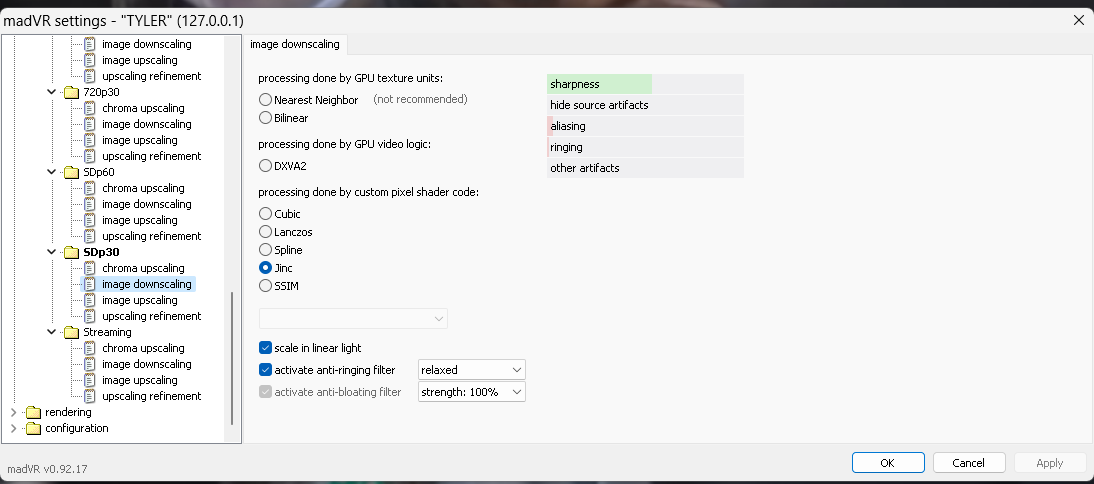 madVR settings - "TYLER" (127.0.0.1)
image downscaling
image upscaling
upscaling refinement
720p30
chroma upscaling
image downscaling
image upscaling
upscaling refinement
SDp60
chroma upscaling
image downscaling
image upscaling
upscaling refinement
SDp30
chroma upscaling
image downscaling
image upscaling
upscaling refinement
Streaming
chroma upscaling
image downscaling
image upscaling
upscaling refinement
rendering
configuration
madVR v0.92.17
image downscaling
processing done by GPU texture units:
Nearest Neighbor (not recommended)
Bilinear
processing done by GPU video logic:
DXVA2
processing done by custom pixel shader code:
Cubic
Lanczos
Spline
Jinc
SSIM
scale in linear light
activate anti-ringing filter relaxed
activate anti-bloating filter strength: 100%
sharpness
hide source artifacts
aliasing
ringing
other artifacts
OK Cancel Apply